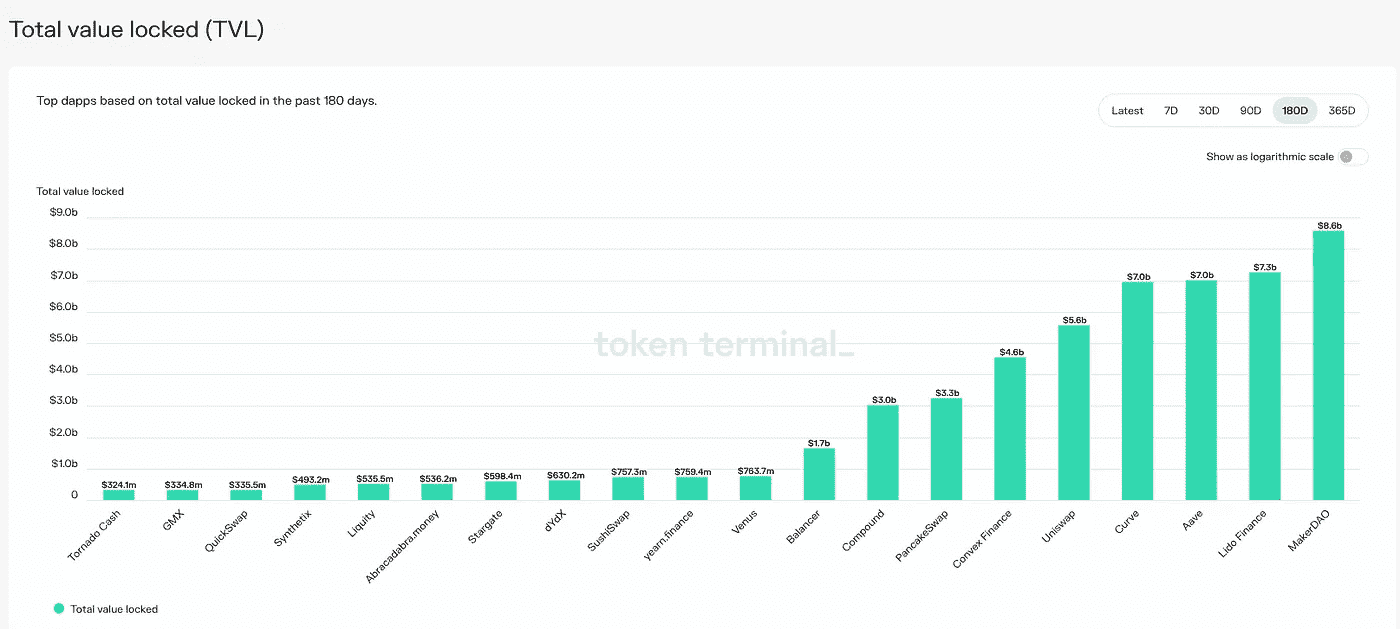 Total value locked (TVL)
Top dapps based on total value locked in the past 180 days.
Latest 7D 30D 90D 180D 365D
Show as logarithmic scale
Total value locked
$9.0b
$8.0b
$7.0b
$6.0b
$5.0b
$4.0b
$3.0b
$2.0b
$1.0b
0
$324.1m $334.8m $335.5m $493.2m $535.5m $536.2m $598.4m $630.2m $757.3m $759.4m $763.7m $1.7b $3.0b $3.3b $4.6b $5.6b $7.0b $7.0b $7.3b $8.6b
token terminal_
Tornado Cash
GMX
QuickSwap
Synthetix
Liquity
Abracadabra.money
Stargate
dYdX
SushiSwap
yearn.finance
Venus
Balancer
Compound
PancakeSwap
Convex Finance
Uniswap
Curve
Aave
Lido Finance
MakerDAO
Total value locked